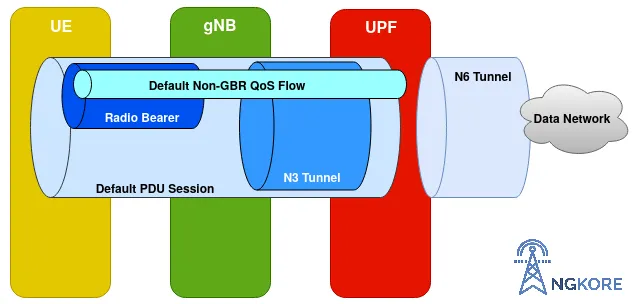 UE
gNB
UPF
N6 Tunnel
Default Non-GBR QoS Flow
Radio Bearer
Data Network
N3 Tunnel
Default PDU Session
NGKORE